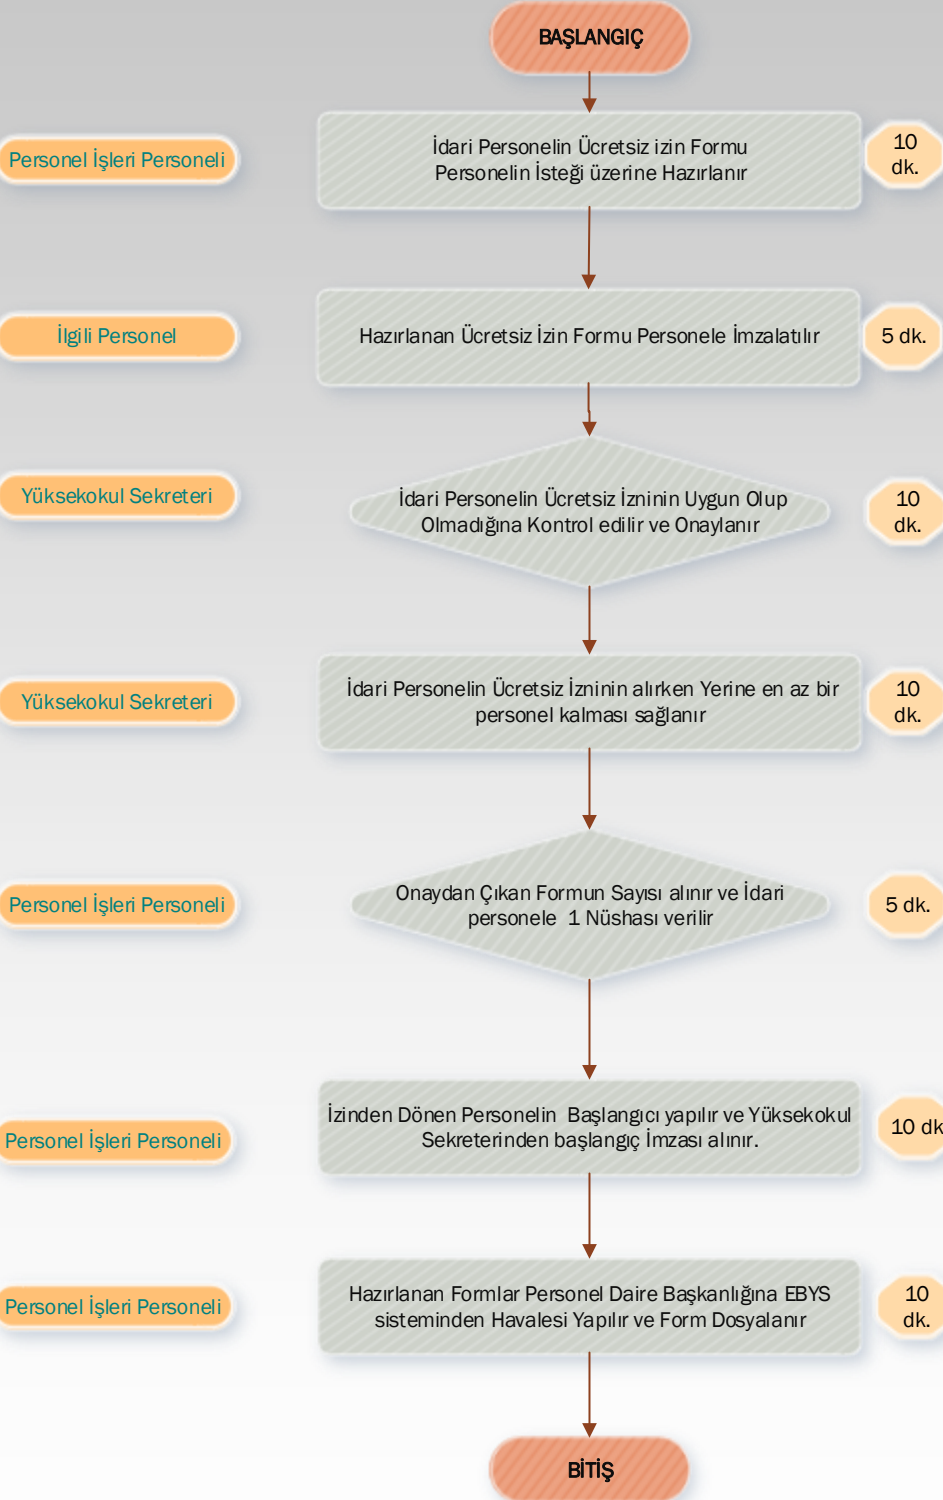 BAŞLANGIÇ
Personel İşleri Personeli
İdari Personelin Ücretsiz izin Formu
Personelin İsteği üzerine Hazırlanır
10
dk.
İlgili Personel
Hazırlanan Ücretsiz İzin Formu Personele İmzalatılır
5 dk.
Yüksekokul Sekreteri
İdari Personelin Ücretsiz İzninin Uygun Olup
Olmadığına Kontrol edilir ve Onaylanır
10
dk.
Yüksekokul Sekreteri
İdari Personelin Ücretsiz İzninin alırken Yerine en az bir
personel kalması sağlanır
10
dk.
Personel İşleri Personeli
Onaydan Çıkan Formun Sayısı alınır ve İdari
personele 1 Nüshası verilir
5 dk.
Personel İşleri Personeli
İzinden Dönen Personelin Başlangıcı yapılır ve Yüksekokul
Sekreterinden başlangıç İmzası alınır.
10 dk
Personel İşleri Personeli
Hazırlanan Formlar Personel Daire Başkanlığına EBYS
sisteminden Havalesi Yapılır ve Form Dosyalanır
10
dk.
BİTİŞ